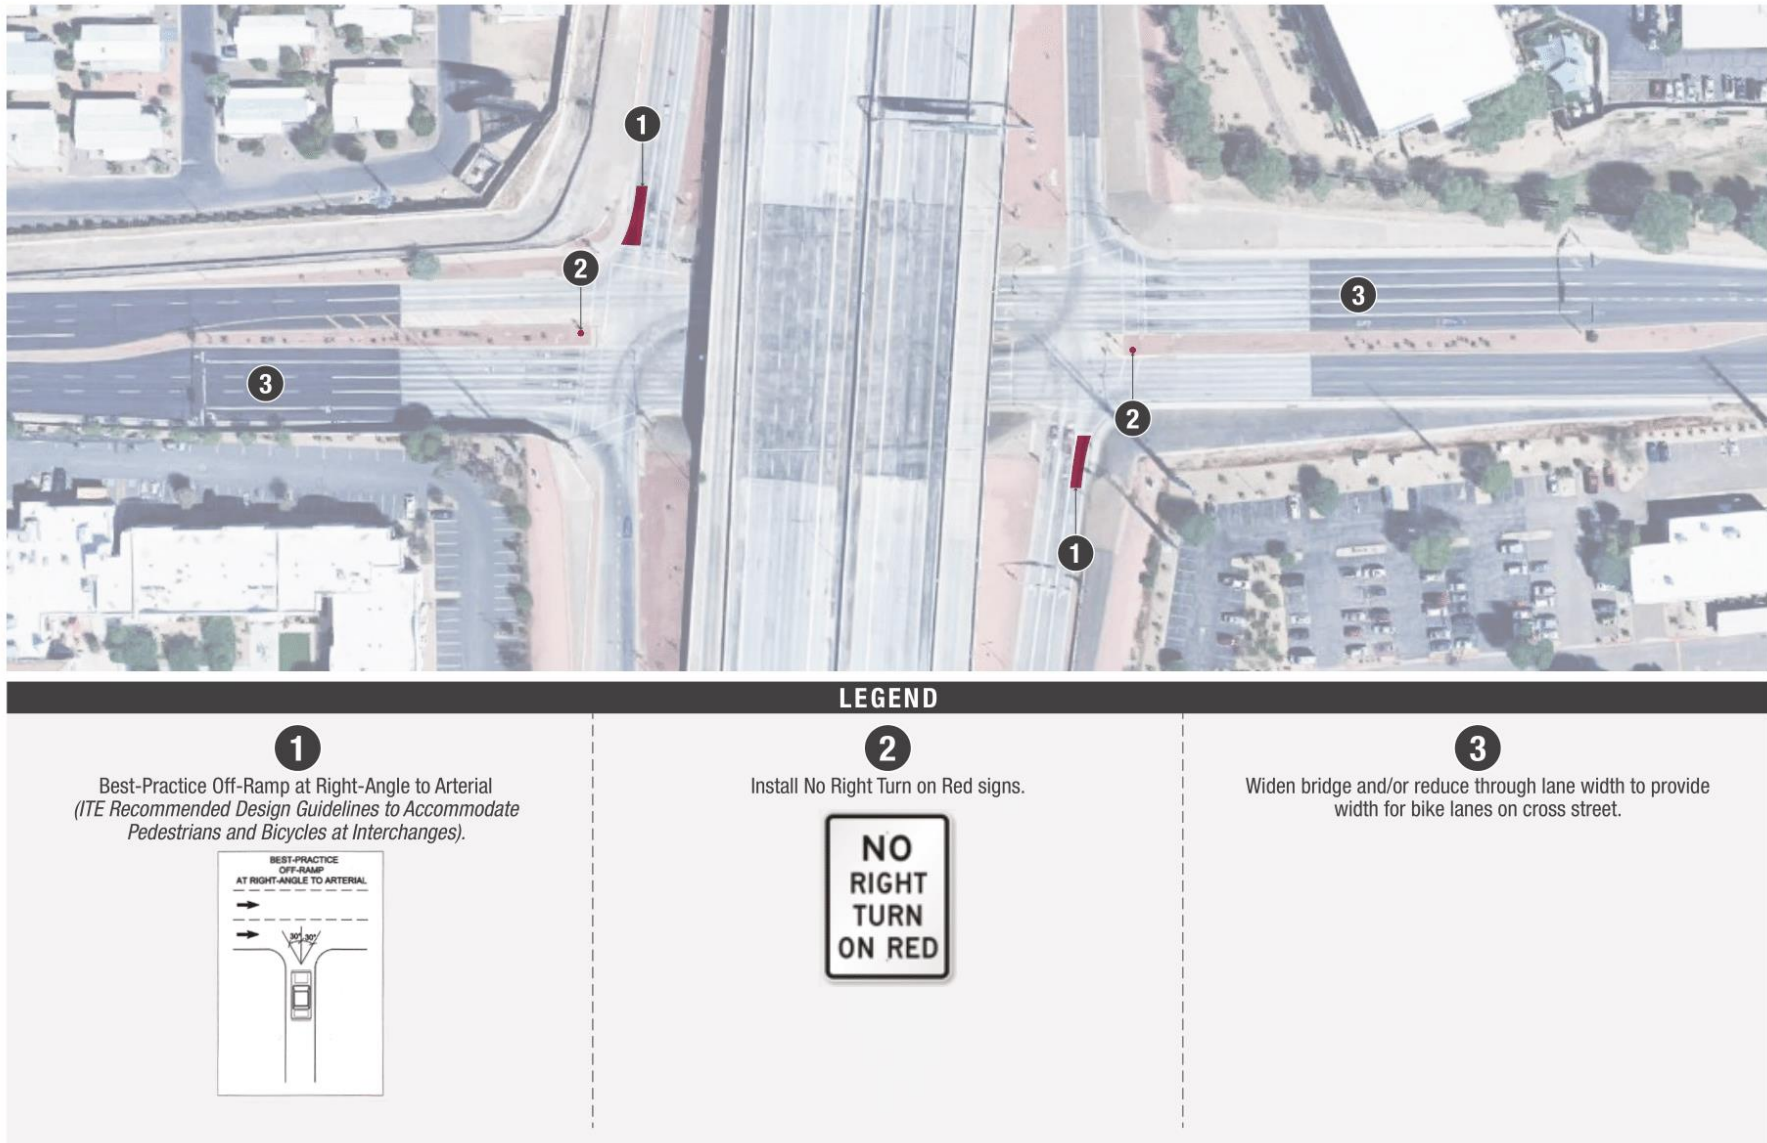 1
2
3
3
2
1
LEGEND
1
Best-Practice Off-Ramp at Right-Angle to Arterial
(ITE Recommended Design Guidelines to Accommodate
Pedestrians and Bicycles at Interchanges).
BEST-PRACTICE
OFF-RAMP
AT RIGHT-ANGLE TO ARTERIAL
30° 30°
2
Install No Right Turn on Red signs.
NO
RIGHT
TURN
ON RED
3
Widen bridge and/or reduce through lane width to provide
width for bike lanes on cross street.